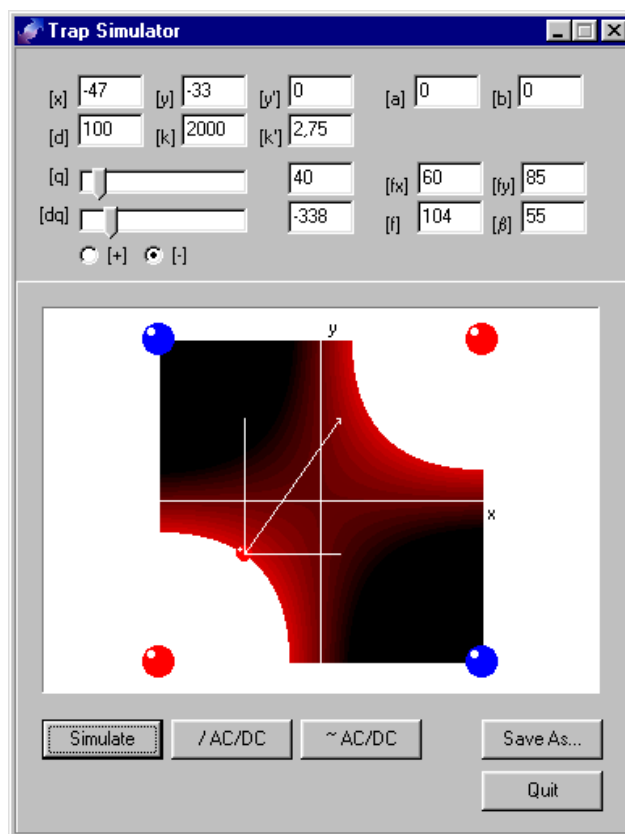 Trap Simulator
[x] -47 [y] -33 [y'] 0 [a] 0 [b] 0
[d] 100 [k] 2000 [k'] 2,75
[q] 40 [fx] 60 [fy] 85
[dq] -338 [f] 104 [β] 55
[+] [-]
y
x
Simulate / AC/DC ~ AC/DC Save As...
Quit